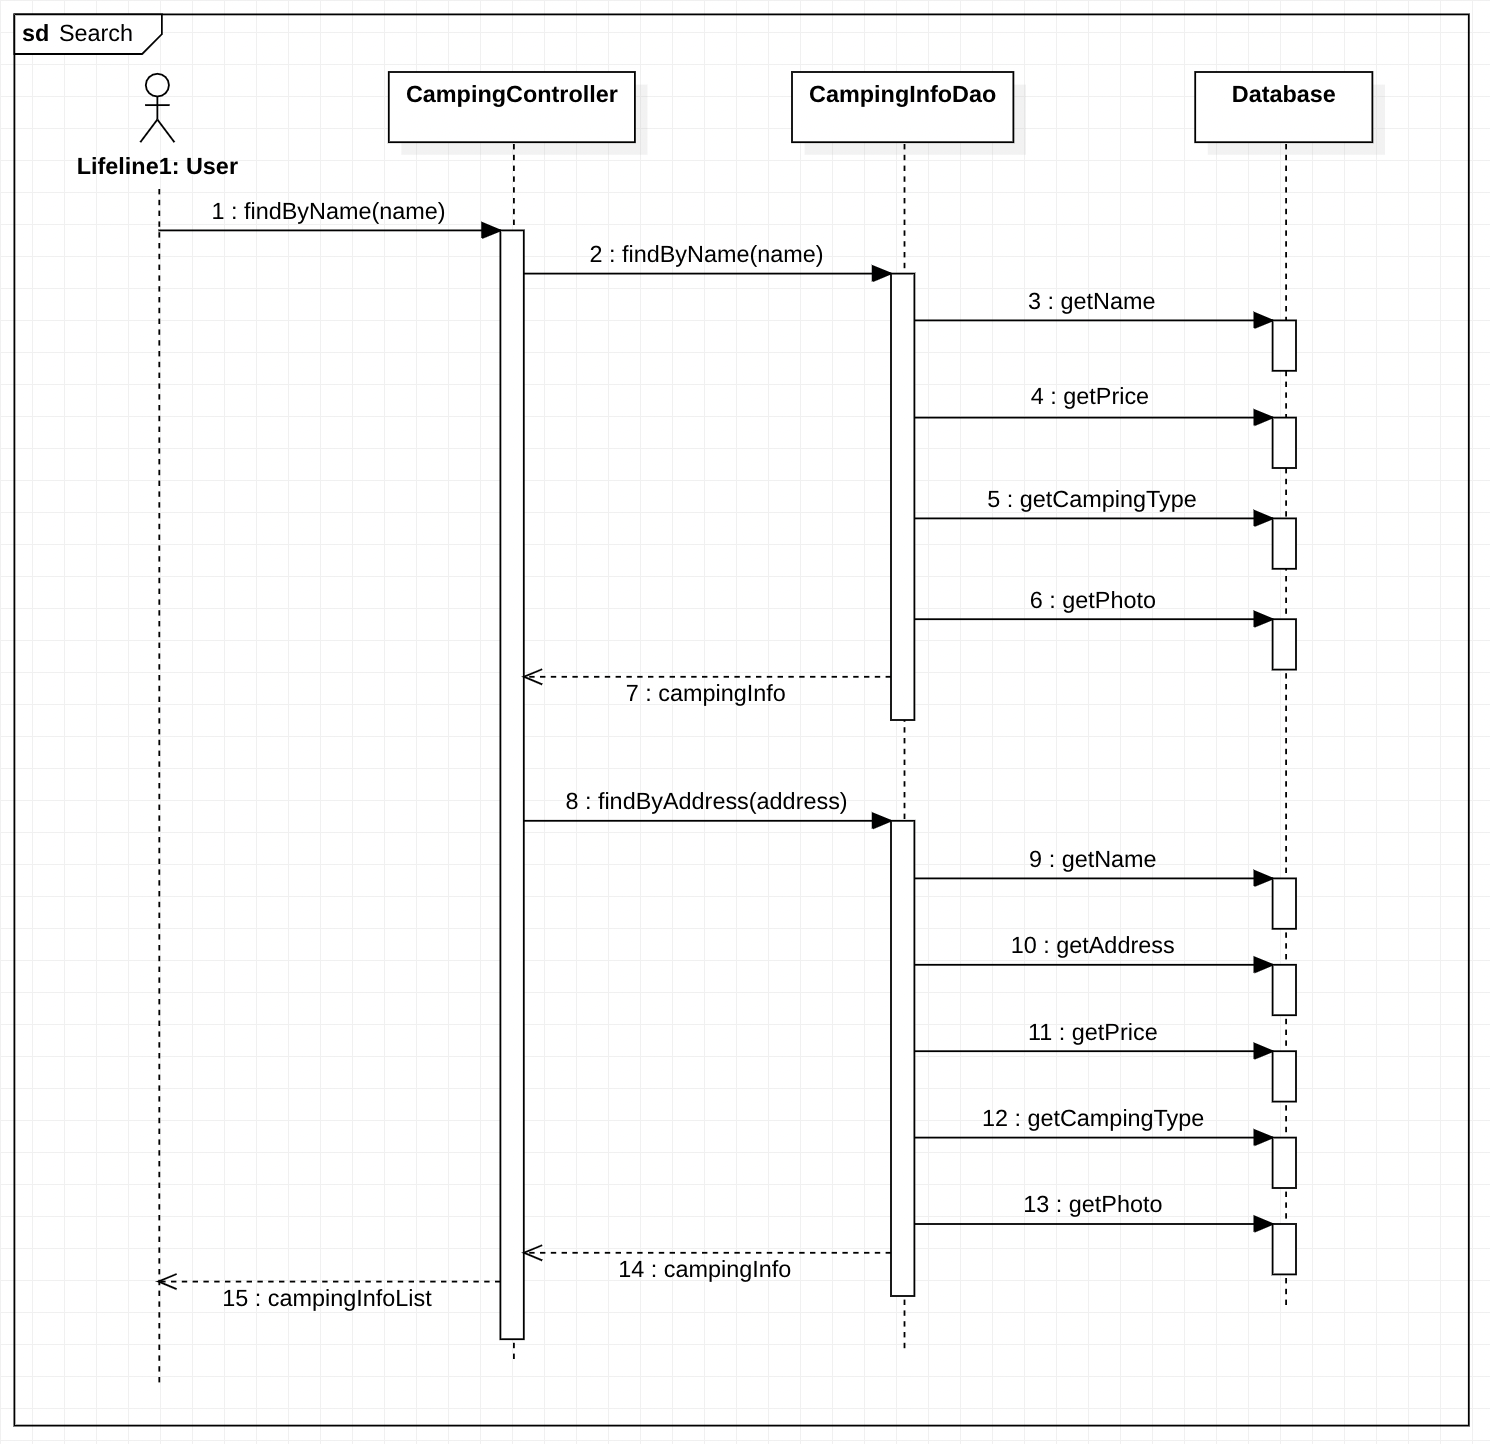 sd Search
CampingController
CampingInfoDao
Database
Lifeline1: User
1 : findByName(name)
2 : findByName(name)
3 : getName
4 : getPrice
5 : getCampingType
6 : getPhoto
7 : campingInfo
8 : findByAddress(address)
9 : getName
10 : getAddress
11 : getPrice
12 : getCampingType
13 : getPhoto
14 : campingInfo
15 : campingInfoList